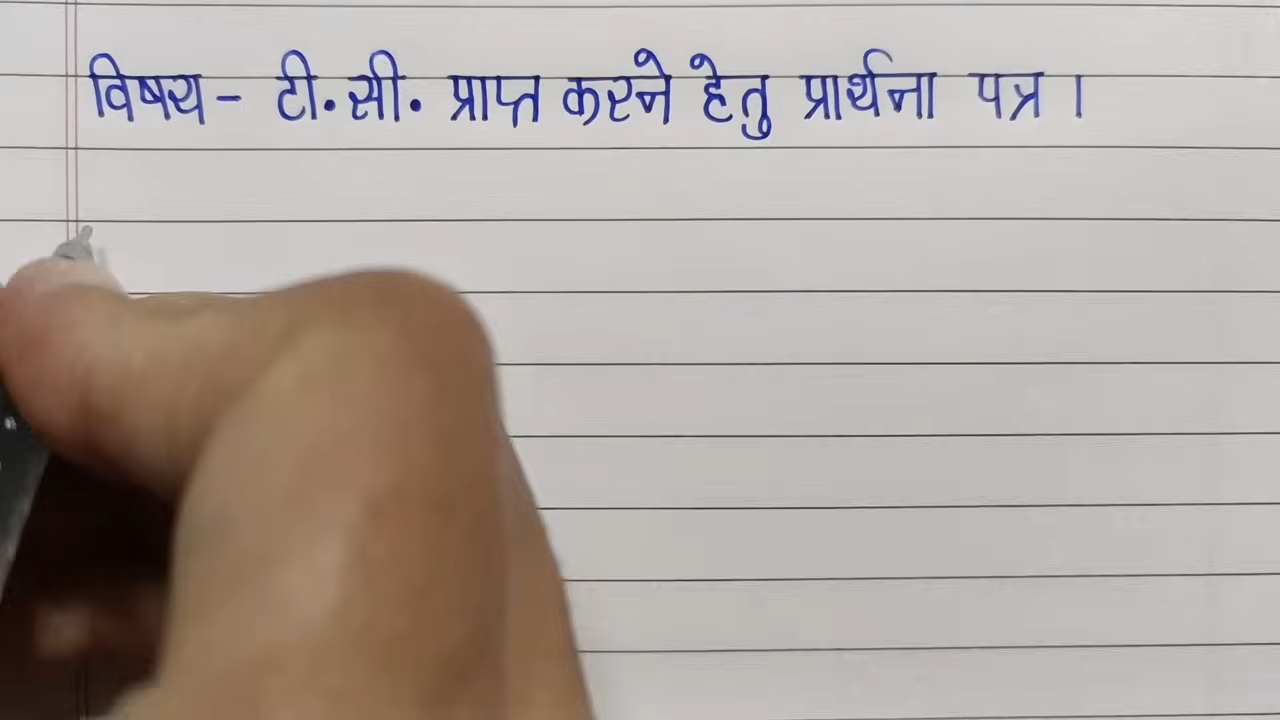 विषय- टी.सी. प्राप्त करने हेतु प्रार्थना पत्र।